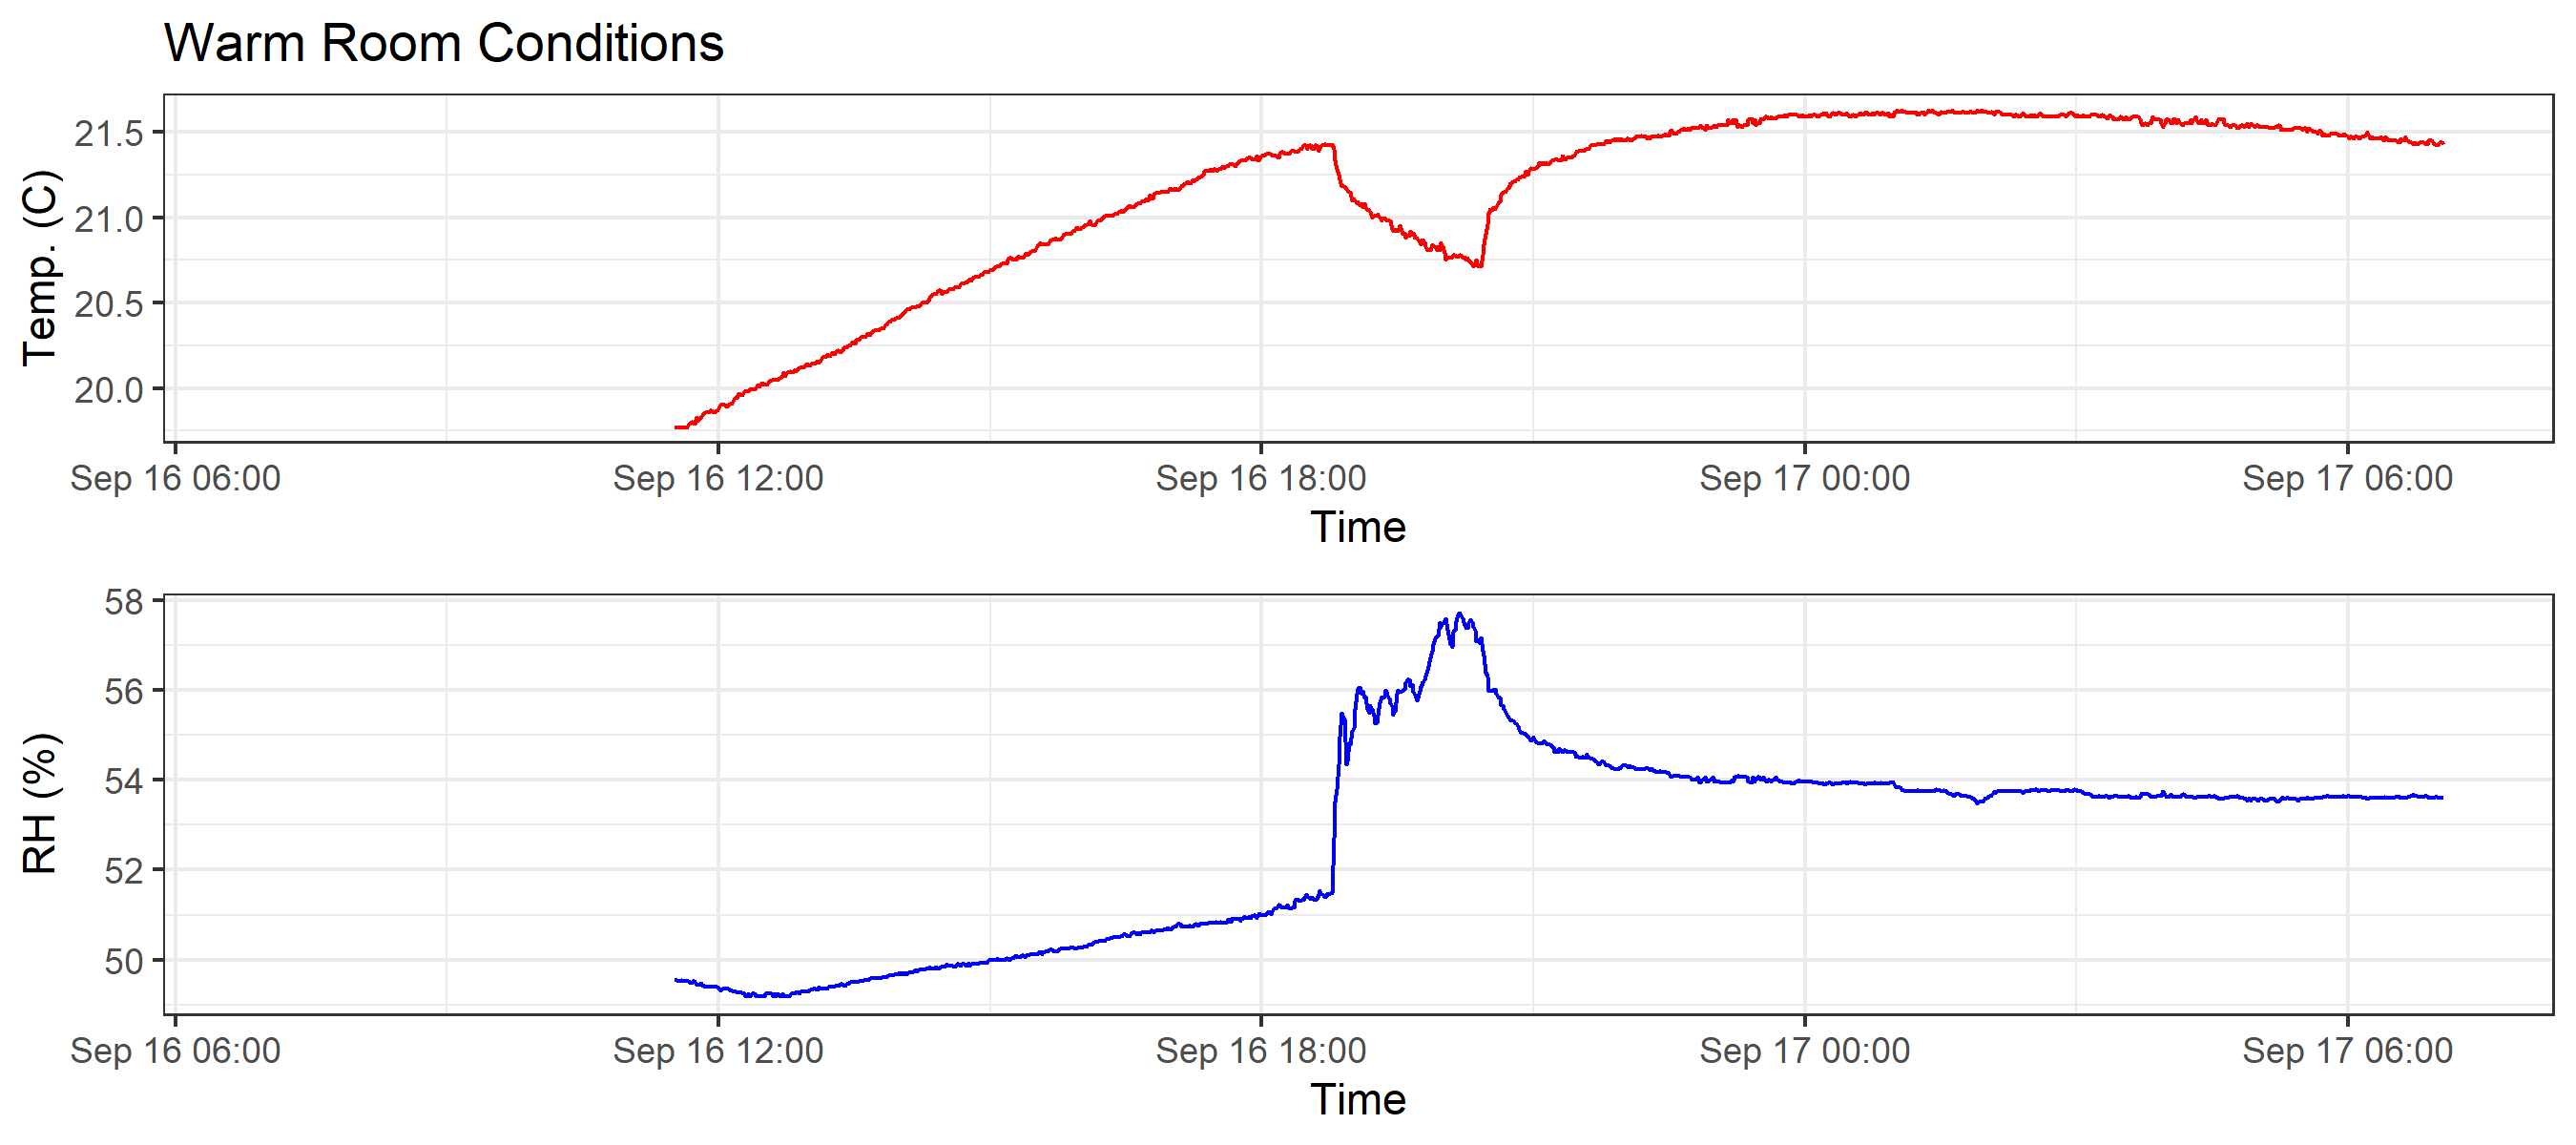 Warm Room Conditions
Temp. (C)
21.5
21.0
20.5
20.0
Sep 16 06:00 Sep 16 12:00 Sep 16 18:00 Sep 17 00:00 Sep 17 06:00
Time
RH (%)
58
56
54
52
50
Sep 16 06:00 Sep 16 12:00 Sep 16 18:00 Sep 17 00:00 Sep 17 06:00
Time